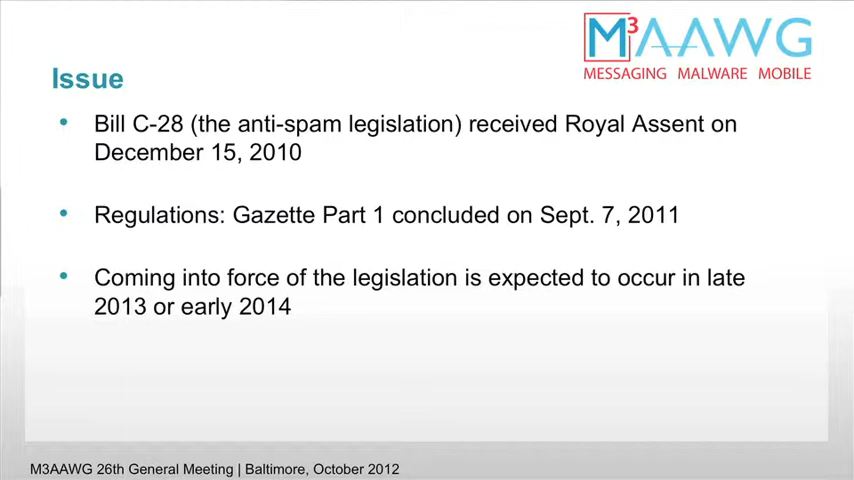 M3AAWG
MESSAGING MALWARE MOBILE
Issue
• Bill C-28 (the anti-spam legislation) received Royal Assent on
December 15, 2010
• Regulations: Gazette Part 1 concluded on Sept. 7, 2011
• Coming into force of the legislation is expected to occur in late
2013 or early 2014
M3AAWG 26th General Meeting | Baltimore, October 2012